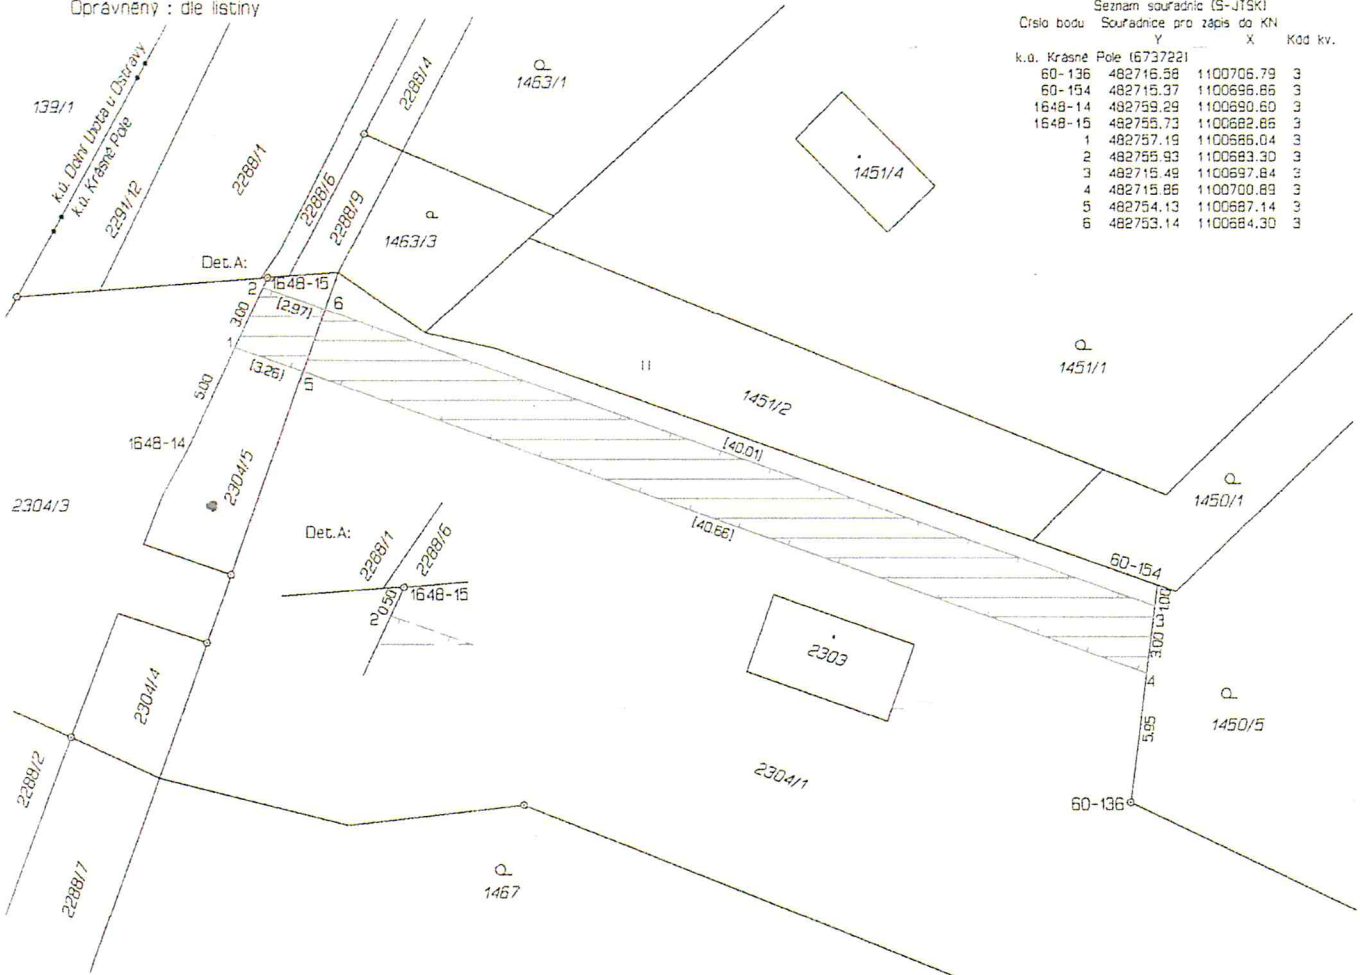 Oprávněný : dle listiny
Seznam souřadnic (S-JTSK)
Číslo bodu Souřadnice pro zápis do KN
Y X Kód kv.
k.ú. Krásné Pole (673722)
60-136 482716.58 1100706.79 3
60-154 482715.37 1100696.86 3
1648-14 482759.29 1100690.60 3
1648-15 482755.73 1100682.86 3
1 482757.19 1100686.04 3
2 482755.93 1100683.30 3
3 482715.49 1100697.84 3
4 482715.86 1100700.89 3
5 482754.13 1100687.14 3
6 482753.14 1100684.30 3
139/1
k.ú. Dolní Lhota u Ostravy
k.ú. Krásné Pole
2291/12
2288/1
2288/6
2288/9
2288/4
1463/1
1463/3
1451/4
Det.A:
1648-15
2
6
(2.97)
3.00
1
(3.26)
5
5.00
1648-14
2304/5
2304/3
1451/1
1451/2
(40.01)
(40.66)
1450/1
60-154
1.00
3
3.00
4
5.95
60-136
1450/5
Det.A:
2288/1
2288/6
1648-15
2
0.50
2303
2304/1
2304/4
2288/2
2288/7
1467